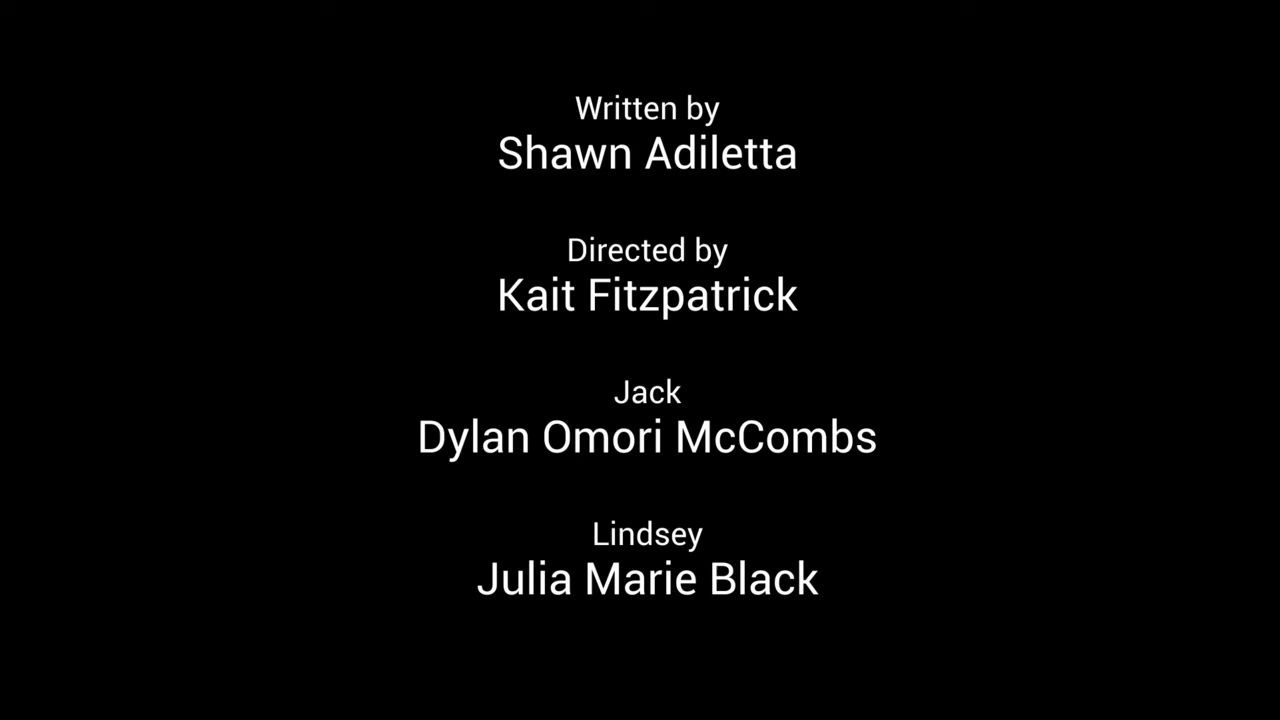 Written by
Shawn Adiletta
Directed by
Kait Fitzpatrick
Jack
Dylan Omori McCombs
Lindsey
Julia Marie Black